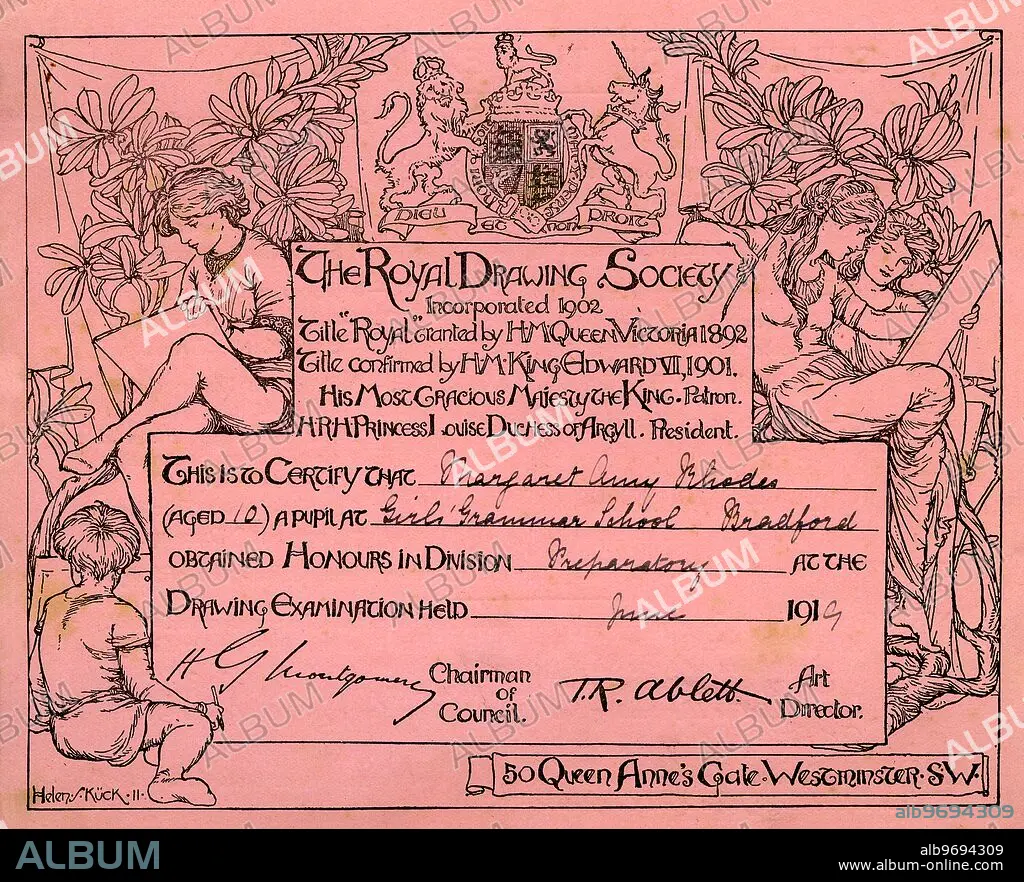 DIEU ET MON DROIT
The Royal Drawing Society
Incorporated 1902
Title "Royal" granted by H.M. Queen Victoria 1892
Title confirmed by H.M. King Edward VII, 1901.
His Most Gracious Majesty the King. Patron.
H.R.H Princess Louise Duchess of Argyll. President.
This is to Certify that Margaret Amy Rhodes
(aged 10) a pupil at Girls' Grammar School Bradford
obtained Honours in Division Preparatory at the
Drawing Examination held June 1919
H G Montgomery Chairman of Council.
T.R. Ablett Art Director.
50 Queen Anne's Gate. Westminster. S.W.
Helen. S. Kück. 11.
alb9694309
ALBUM
alb9694309
www.album-online.com